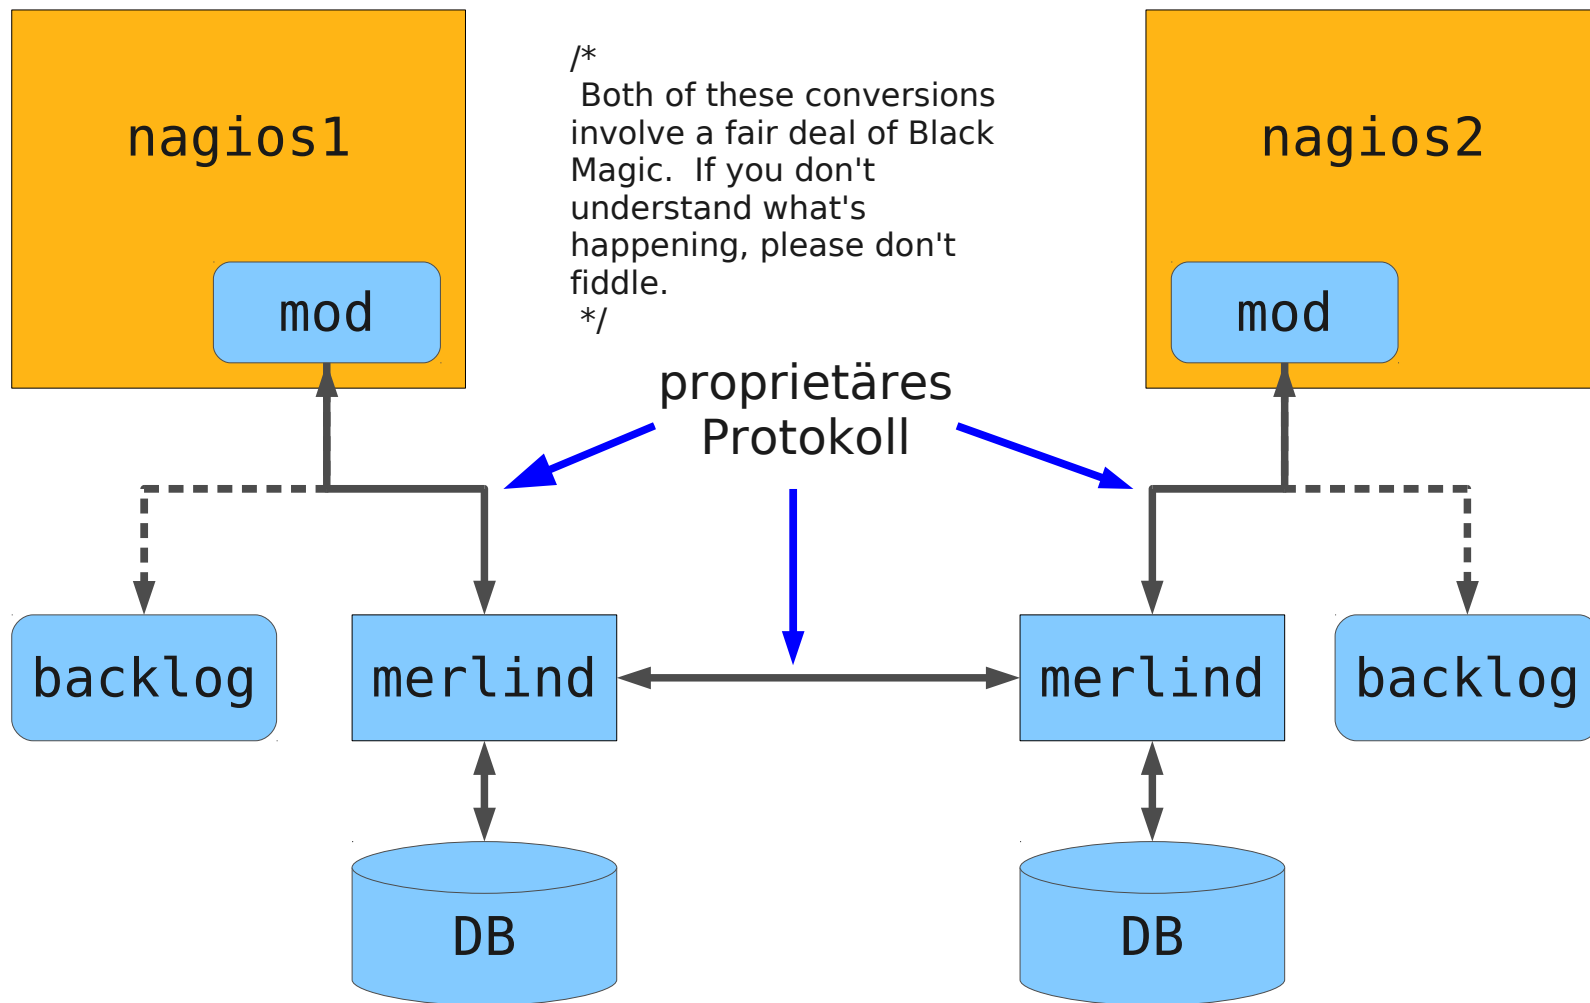 nagios1
/*
Both of these conversions
involve a fair deal of Black
Magic.  If you don't
understand what's
happening, please don't
fiddle.
*/
nagios2
mod
mod
proprietäres
Protokoll
backlog
merlind
merlind
backlog
DB
DB